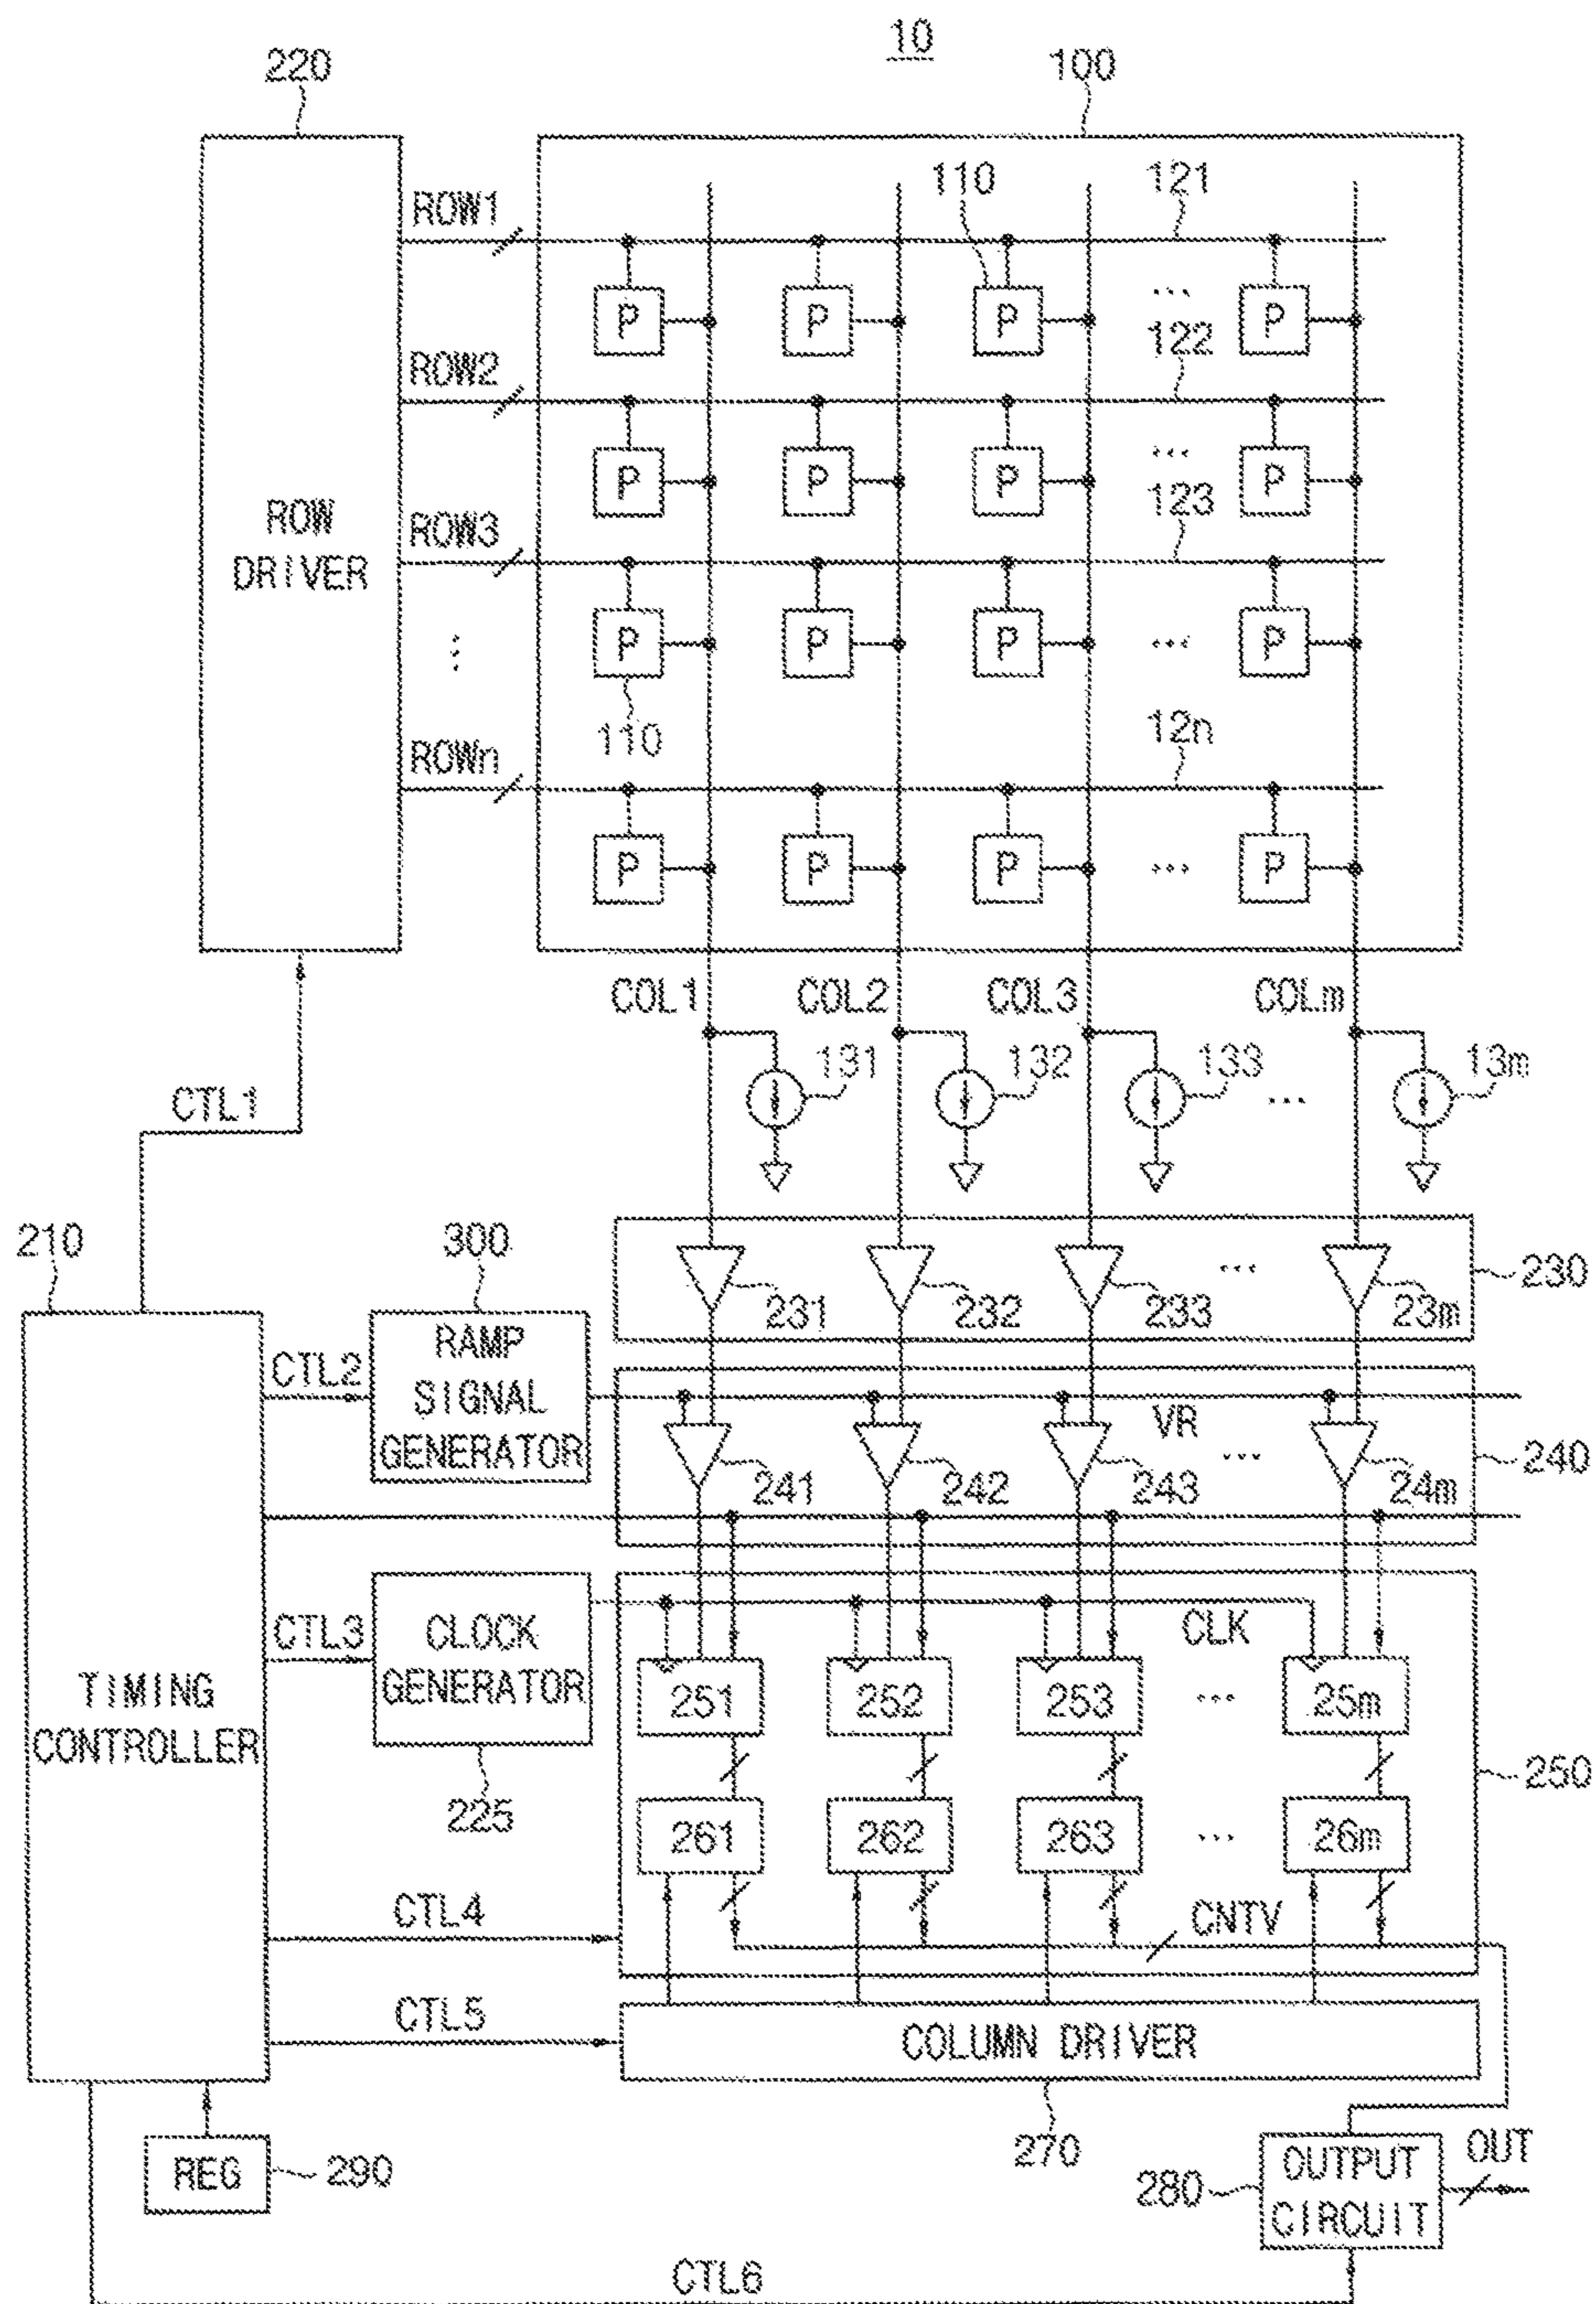 10
220
100
110
121
ROW1
P P P ... P
122
ROW2
P P P ... P
123
ROW
DRIVER
ROW3
P P P ... P
110
12n
ROWn
P P P ... P
COL1 COL2 COL3 COLm
131 132 133 ... 13m
CTL1
210
300
230
231 232 233 ... 23m
CTL2
RAMP
SIGNAL
GENERATOR
VR
240
241 242 243 ... 24m
CTL3
CLOCK
GENERATOR
CLK
TIMING
CONTROLLER
251 252 253 ... 25m
250
225
261 262 263 ... 26m
CTL4
CNTV
CTL5
COLUMN DRIVER
270
REG
290
280
OUTPUT
CIRCUIT
OUT
CTL6